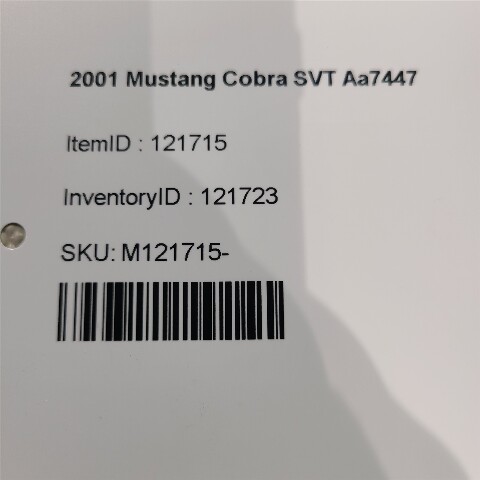 2001 Mustang Cobra SVT Aa7447
ItemID : 121715
InventoryID : 121723
SKU: M121715-